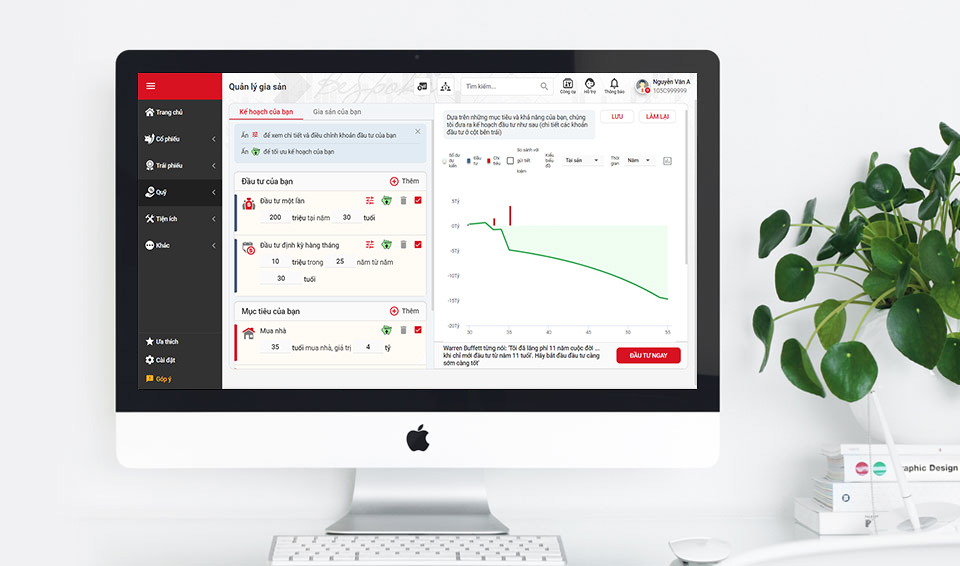 Quản lý gia sản
Tìm kiếm...
Công cụ
Hỗ trợ
Thông báo
Nguyễn Văn A
105C999999
Trang chủ
Cổ phiếu
Trái phiếu
Quỹ
Tiện ích
Khác
Ưa thích
Cài đặt
Góp ý
Kế hoạch của bạn
Gia sản của bạn
Ấn để xem chi tiết và điều chỉnh khoản đầu tư của bạn
Ấn để tối ưu kế hoạch của bạn
Đầu tư của bạn
Thêm
Đầu tư một lần
200 triệu tại năm 30 tuổi
Đầu tư định kỳ hàng tháng
10 triệu trong 25 năm từ năm
30 tuổi
Mục tiêu của bạn
Thêm
Mua nhà
35 tuổi mua nhà, giá trị 4 tỷ
Dựa trên những mục tiêu và khả năng của bạn, chúng
tôi đưa ra kế hoạch đầu tư như sau (chi tiết các khoản
đầu tư ở cột bên trái)
LƯU
LÀM LẠI
Số dư
dự
kiến
Đầu
tư
Chi
tiêu
So sánh với
gửi tiết
kiệm
Kiểu
biểu
đồ
Tài sản
Thời
gian
Năm
5Tỷ
0Tỷ
-5Tỷ
-10Tỷ
-15Tỷ
-20Tỷ
30 35 40 45 50 55
Warren Buffett từng nói: 'Tôi đã lãng phí 11 năm cuộc đời ...
khi chỉ mới đầu tư từ năm 11 tuổi'. Hãy bắt đầu đầu tư càng
sớm càng tốt'
ĐẦU TƯ NGAY
raphic Design